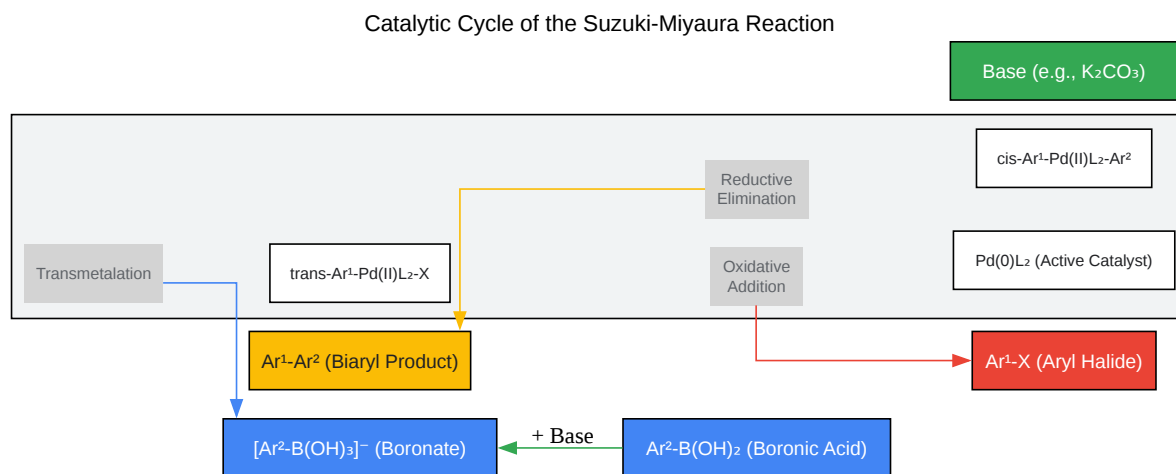 Catalytic Cycle of the Suzuki-Miyaura Reaction
Base (e.g., K₂CO₃)
cis-Ar¹-Pd(II)L₂-Ar²
Reductive
Elimination
Transmetalation
trans-Ar¹-Pd(II)L₂-X
Oxidative
Addition
Pd(0)L₂ (Active Catalyst)
Ar¹-Ar² (Biaryl Product)
Ar¹-X (Aryl Halide)
[Ar²-B(OH)₃]⁻ (Boronate)
+ Base
Ar²-B(OH)₂ (Boronic Acid)